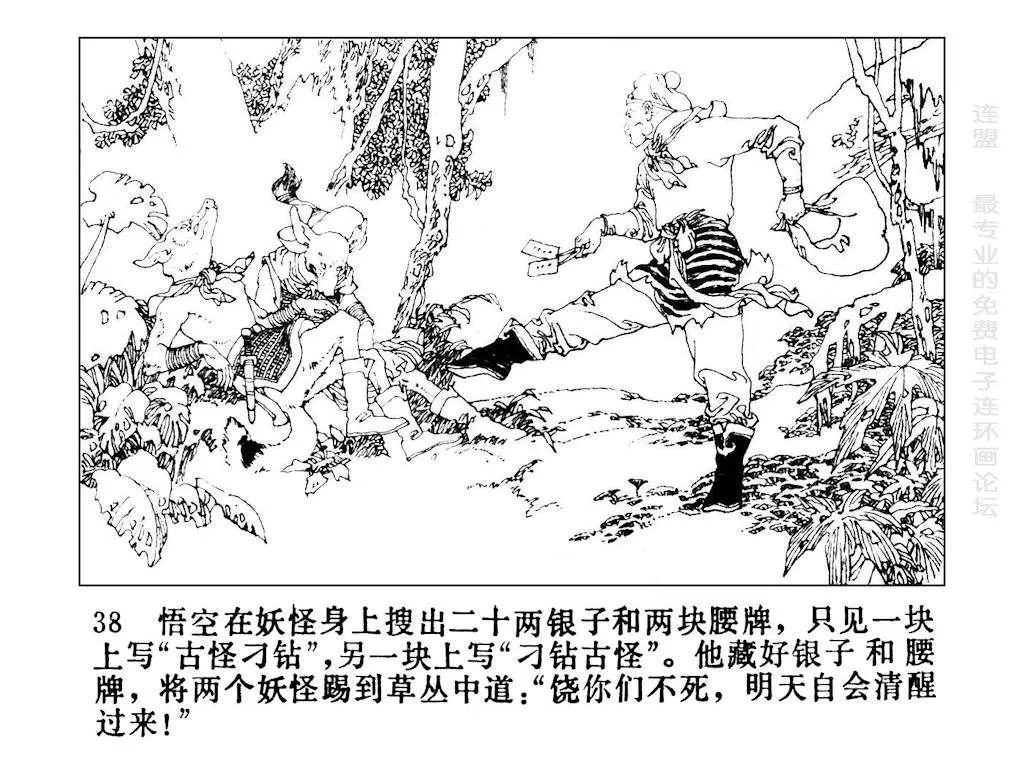 38 悟空在妖怪身上搜出二十两银子和两块腰牌，只见一块
上写“古怪刁钻”，另一块上写“刁钻古怪”。他藏好银子和腰
牌，将两个妖怪踢到草丛中道：“饶你们不死，明天自会清醒
过来！”
连盟 最专业的免费电子连环画论坛